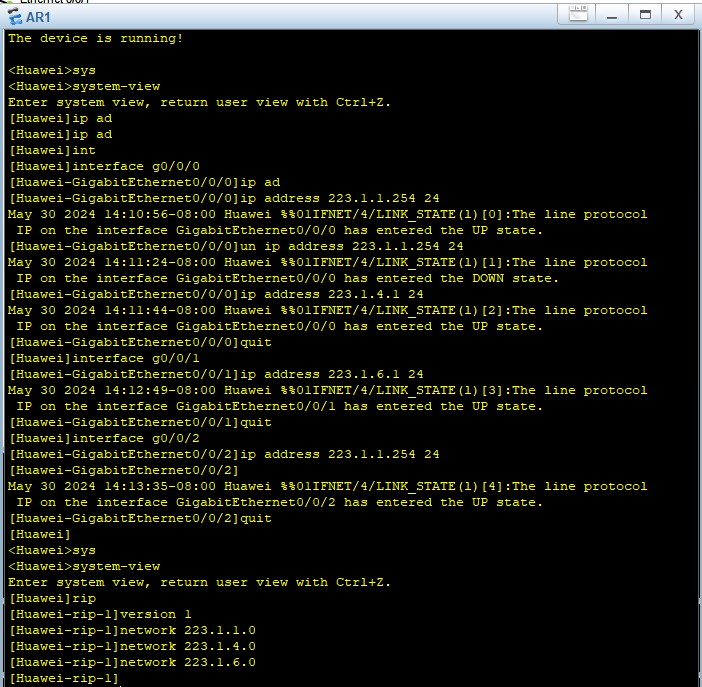 AR1
The device is running!
<Huawei>sys
<Huawei>system-view
Enter system view, return user view with Ctrl+Z.
[Huawei]ip ad
[Huawei]ip ad
[Huawei]int
[Huawei]interface g0/0/0
[Huawei-GigabitEthernet0/0/0]ip ad
[Huawei-GigabitEthernet0/0/0]ip address 223.1.1.254 24
May 30 2024 14:10:56-08:00 Huawei %%01IFNET/4/LINK_STATE(l)[0]:The line protocol
 IP on the interface GigabitEthernet0/0/0 has entered the UP state.
[Huawei-GigabitEthernet0/0/0]un ip address 223.1.1.254 24
May 30 2024 14:11:24-08:00 Huawei %%01IFNET/4/LINK_STATE(l)[1]:The line protocol
 IP on the interface GigabitEthernet0/0/0 has entered the DOWN state.
[Huawei-GigabitEthernet0/0/0]ip address 223.1.4.1 24
May 30 2024 14:11:44-08:00 Huawei %%01IFNET/4/LINK_STATE(l)[2]:The line protocol
 IP on the interface GigabitEthernet0/0/0 has entered the UP state.
[Huawei-GigabitEthernet0/0/0]quit
[Huawei]interface g0/0/1
[Huawei-GigabitEthernet0/0/1]ip address 223.1.6.1 24
May 30 2024 14:12:49-08:00 Huawei %%01IFNET/4/LINK_STATE(l)[3]:The line protocol
 IP on the interface GigabitEthernet0/0/1 has entered the UP state.
[Huawei-GigabitEthernet0/0/1]quit
[Huawei]interface g0/0/2
[Huawei-GigabitEthernet0/0/2]ip address 223.1.1.254 24
[Huawei-GigabitEthernet0/0/2]
May 30 2024 14:13:35-08:00 Huawei %%01IFNET/4/LINK_STATE(l)[4]:The line protocol
 IP on the interface GigabitEthernet0/0/2 has entered the UP state.
[Huawei-GigabitEthernet0/0/2]quit
[Huawei]
<Huawei>sys
<Huawei>system-view
Enter system view, return user view with Ctrl+Z.
[Huawei]rip
[Huawei-rip-1]version 1
[Huawei-rip-1]network 223.1.1.0
[Huawei-rip-1]network 223.1.4.0
[Huawei-rip-1]network 223.1.6.0
[Huawei-rip-1]